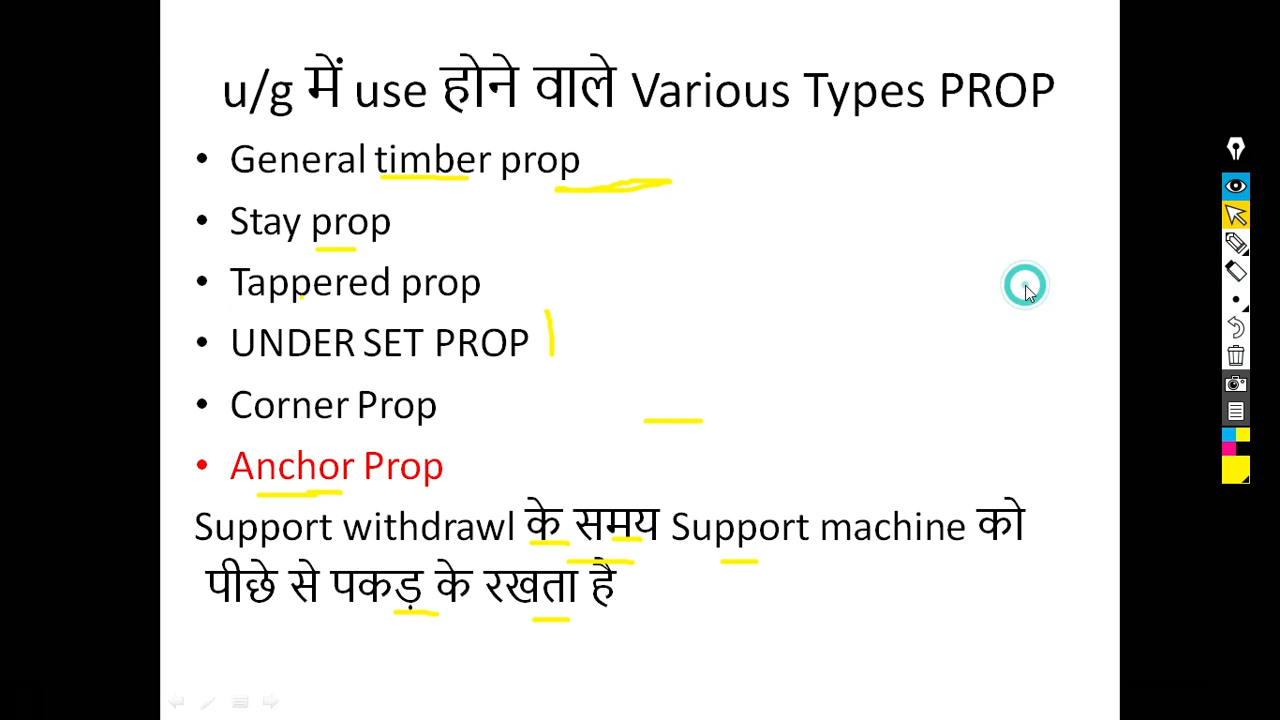 u/g में use होने वाले Various Types PROP
• General timber prop
• Stay prop
• Tappered prop
• UNDER SET PROP
• Corner Prop
• Anchor Prop
Support withdrawl के समय Support machine को
पीछे से पकड़ के रखता है